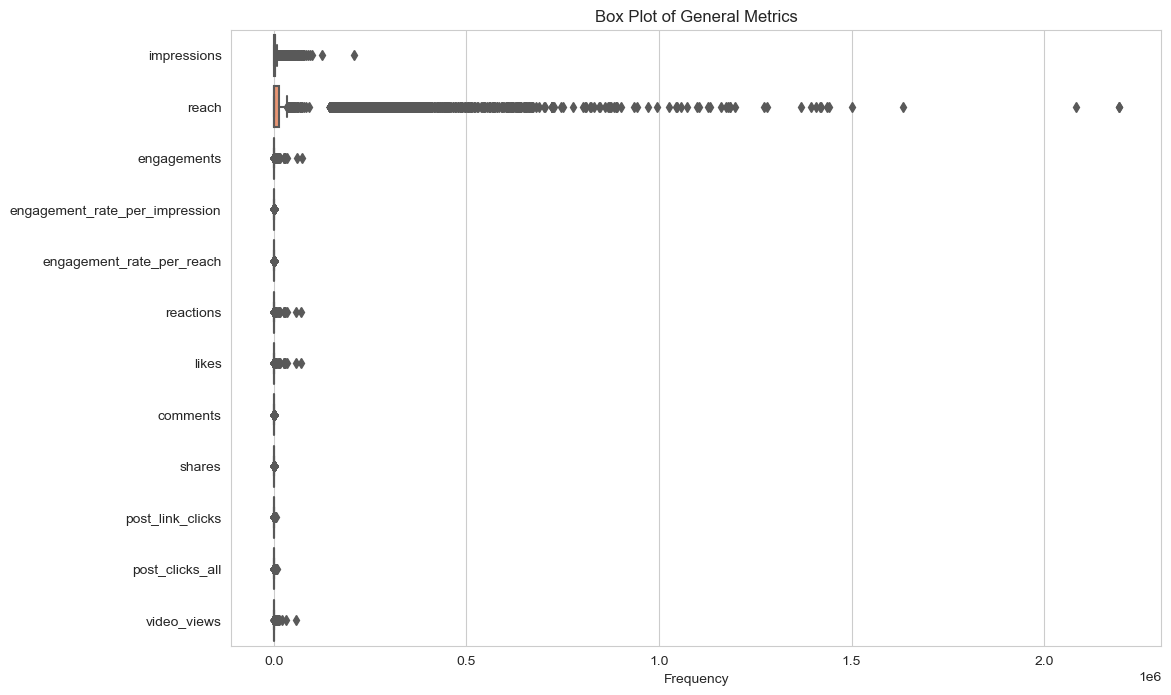 Box Plot of General Metrics
impressions
reach
engagements
engagement_rate_per_impression
engagement_rate_per_reach
reactions
likes
comments
shares
post_link_clicks
post_clicks_all
video_views
0.0 0.5 1.0 1.5 2.0
1e6
Frequency